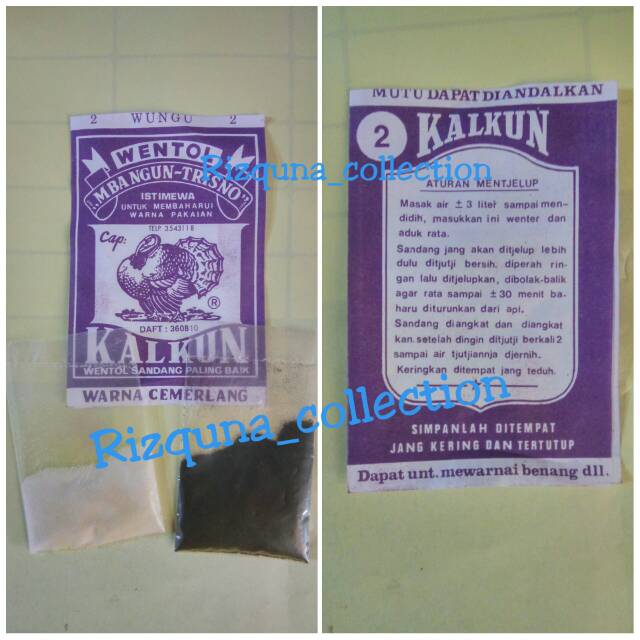 2 WUNGU 2
WENTOL
„MBANGUN-TRISNO”
ISTIMEWA
UNTUK MEMBAHARUI
WARNA PAKAIAN
TELP. 3543118
Cap:
®
DAFT: 360810
KALKUN
WENTOL SANDANG PALING BAIK
WARNA CEMERLANG
Rizquna_collection
Rizquna_collection
MUTU DAPAT DIANDALKAN
2 KALKUN
ATURAN MENTJELUP
Masak air ± 3 liter sampai men-
didih, masukkan ini wenter dan
aduk rata.
Sandang jang akan ditjelup lebih
dulu ditjutji bersih, diperah rin-
gan lalu ditjelupkan, dibolak-balik
agar rata sampai ±30 menit ba-
haru diturunkan dari api.
Sandang diangkat dan diangkat
kan. setelah dingin ditjutji berkali2
sampai air tjutjiannja djernih.
Keringkan ditempat jang teduh.
SIMPANLAH DITEMPAT
JANG KERING DAN TERTUTUP
Dapat unt. mewarnai benang dll.